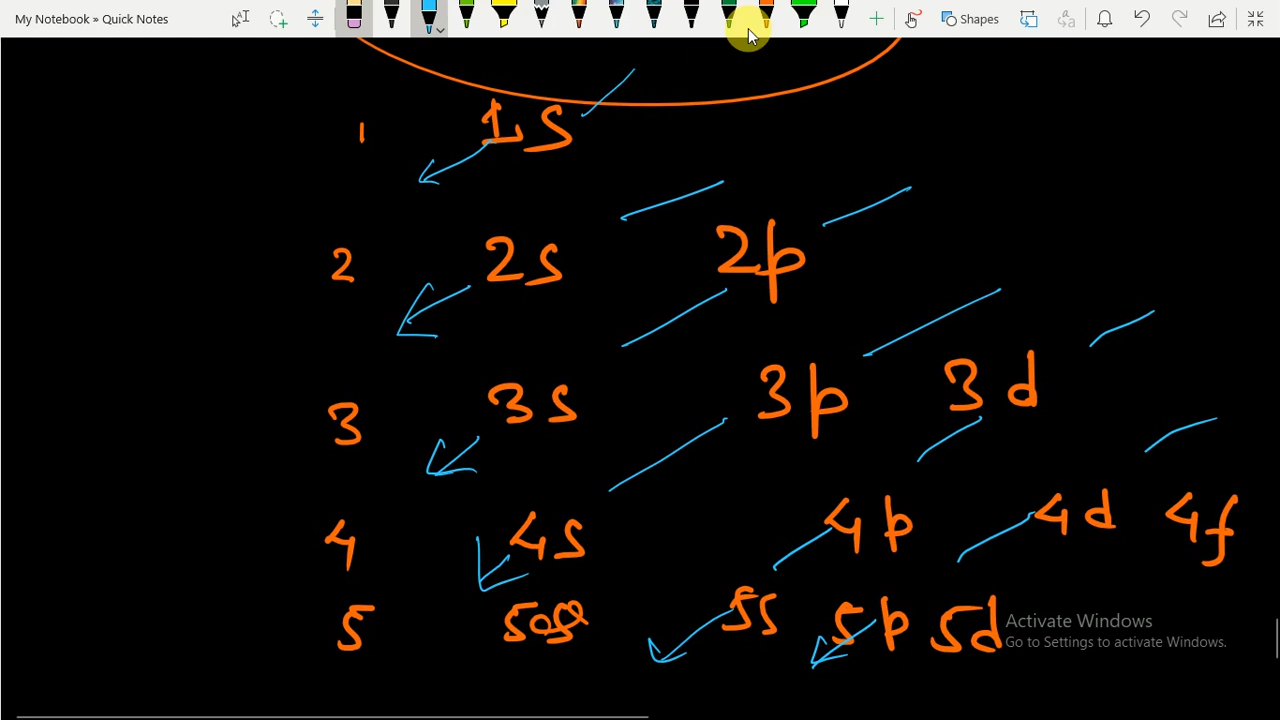 My Notebook » Quick Notes
Shapes
1 1s
2 2s 2p
3 3s 3p 3d
4 4s 4p 4d 4f
5 5s 5p 5d
Activate Windows
Go to Settings to activate Windows.